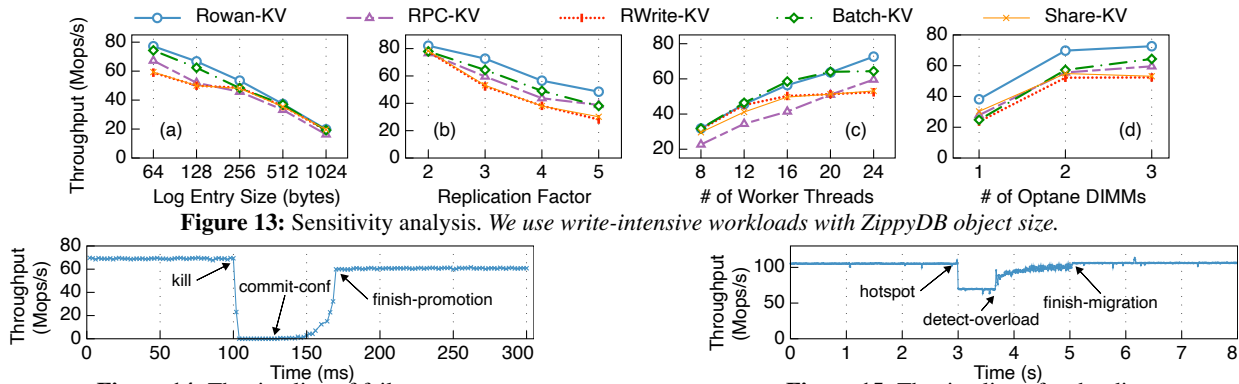 Rowan-KV RPC-KV RWrite-KV Batch-KV Share-KV
Throughput (Mops/s)
80
60
40
20
0
(a)
64 128 256 512 1024
Log Entry Size (bytes)
100
80
60
40
20
0
(b)
2 3 4 5
Replication Factor
80
60
40
20
(c)
8 12 16 20 24
# of Worker Threads
80
60
40
20
0
(d)
1 2 3
# of Optane DIMMs
Figure 13: Sensitivity analysis. We use write-intensive workloads with ZippyDB object size.
Throughput
(Mops/s)
80
60
40
20
0
kill
commit-conf
finish-promotion
0 50 100 150 200 250 300
Time (ms)
Throughput
(Mops/s)
100
50
0
hotspot
detect-overload
finish-migration
0 1 2 3 4 5 6 7 8
Time (s)